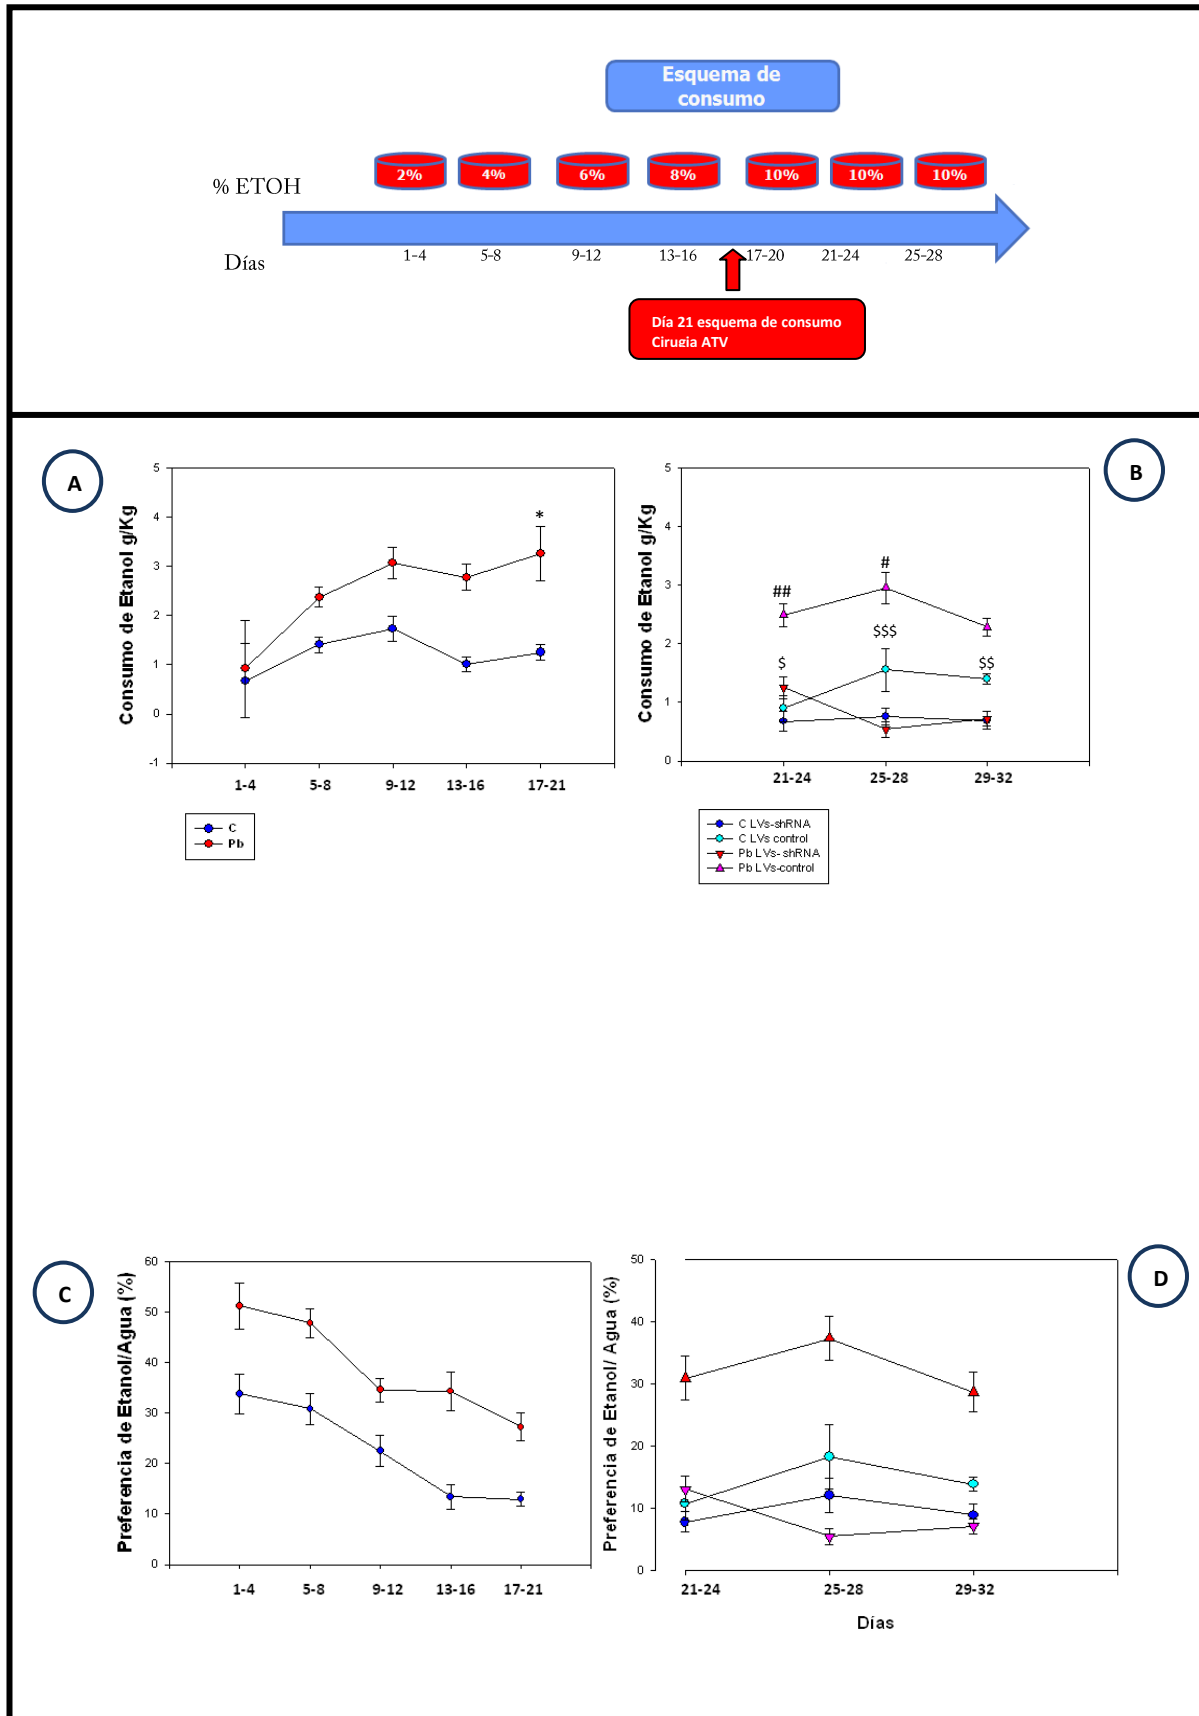 Esquema de
consumo
% ETOH
2% 4% 6% 8% 10% 10% 10%
Días
1-4 5-8 9-12 13-16 17-20 21-24 25-28
Día 21 esquema de consumo
Cirugia ATV
A
Consumo de Etanol g/Kg
5
4
3
2
1
0
-1
*
1-4 5-8 9-12 13-16 17-21
C
Pb
B
Consumo de Etanol g/Kg
5
4
3
2
1
0
##
#
$
$$$
$$
21-24 25-28 29-32
C LVs-shRNA
C LVs control
Pb LVs- shRNA
Pb LVs-control
C
Preferencia de Etanol/Agua (%)
60
50
40
30
20
10
0
1-4 5-8 9-12 13-16 17-21
D
Preferencia de Etanol/ Agua (%)
50
40
30
20
10
0
21-24 25-28 29-32
Días